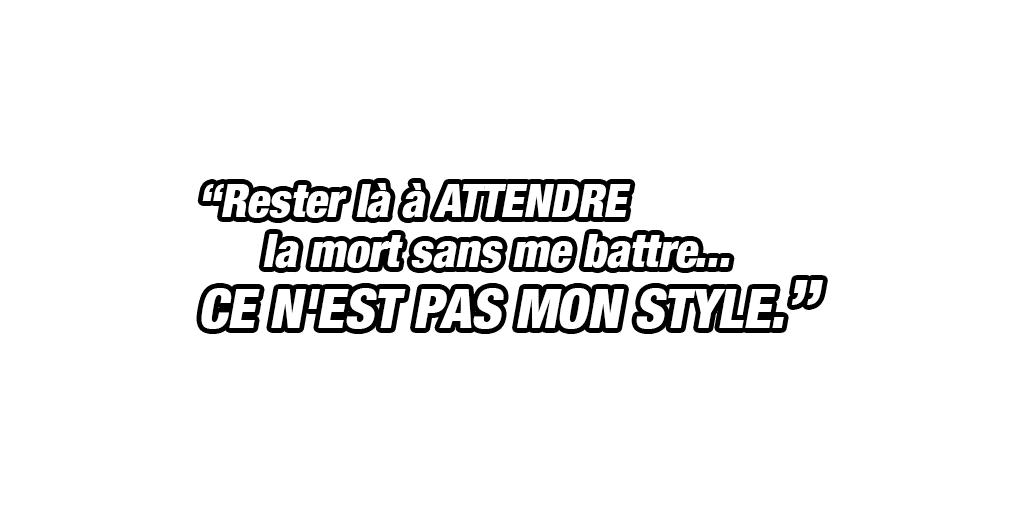 “Rester là à ATTENDRE
la mort sans me battre...
CE N'EST PAS MON STYLE.”